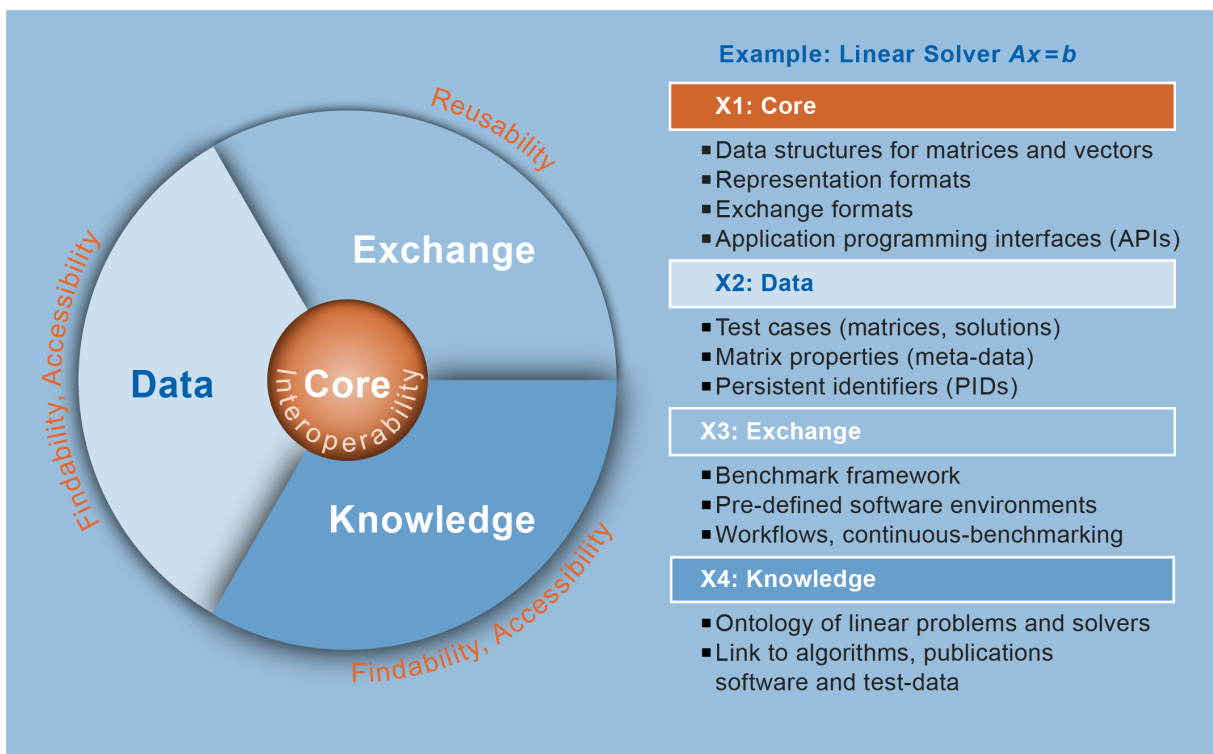 Reusability
Exchange
Findability, Accessibility
Data
Core
Interoperability
Knowledge
Findability, Accessibility
Example: Linear Solver Ax=b
X1: Core
▪Data structures for matrices and vectors
▪Representation formats
▪Exchange formats
▪Application programming interfaces (APIs)
X2: Data
▪Test cases (matrices, solutions)
▪Matrix properties (meta-data)
▪Persistent identifiers (PIDs)
X3: Exchange
▪Benchmark framework
▪Pre-defined software environments
▪Workflows, continuous-benchmarking
X4: Knowledge
▪Ontology of linear problems and solvers
▪Link to algorithms, publications
software and test-data